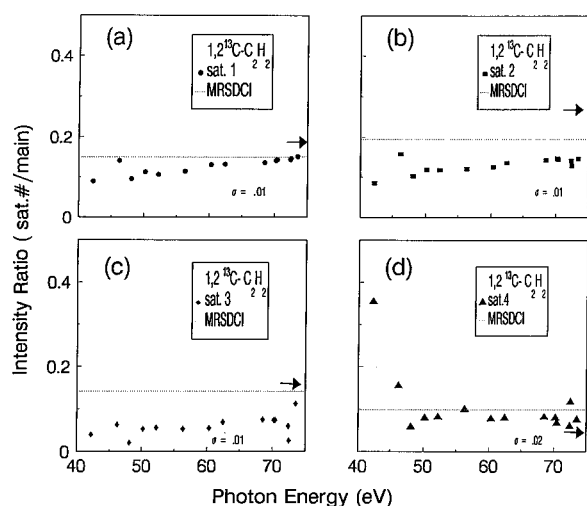 Intensity Ratio ( sat.#/main)
(a)
1,2 ¹³C-C H
2 2
sat. 1
MRSDCI
σ = .01
0.4
0.2
0
(b)
1,2 ¹³C-C H
2 2
sat. 2
MRSDCI
σ = .01
(c)
1,2 ¹³C-C H
2 2
sat. 3
MRSDCI
σ = .01
0.4
0.2
0
40 50 60 70
(d)
1,2 ¹³C-C H
2 2
sat.4
MRSDCI
σ = .02
40 50 60 70
Photon Energy (eV)